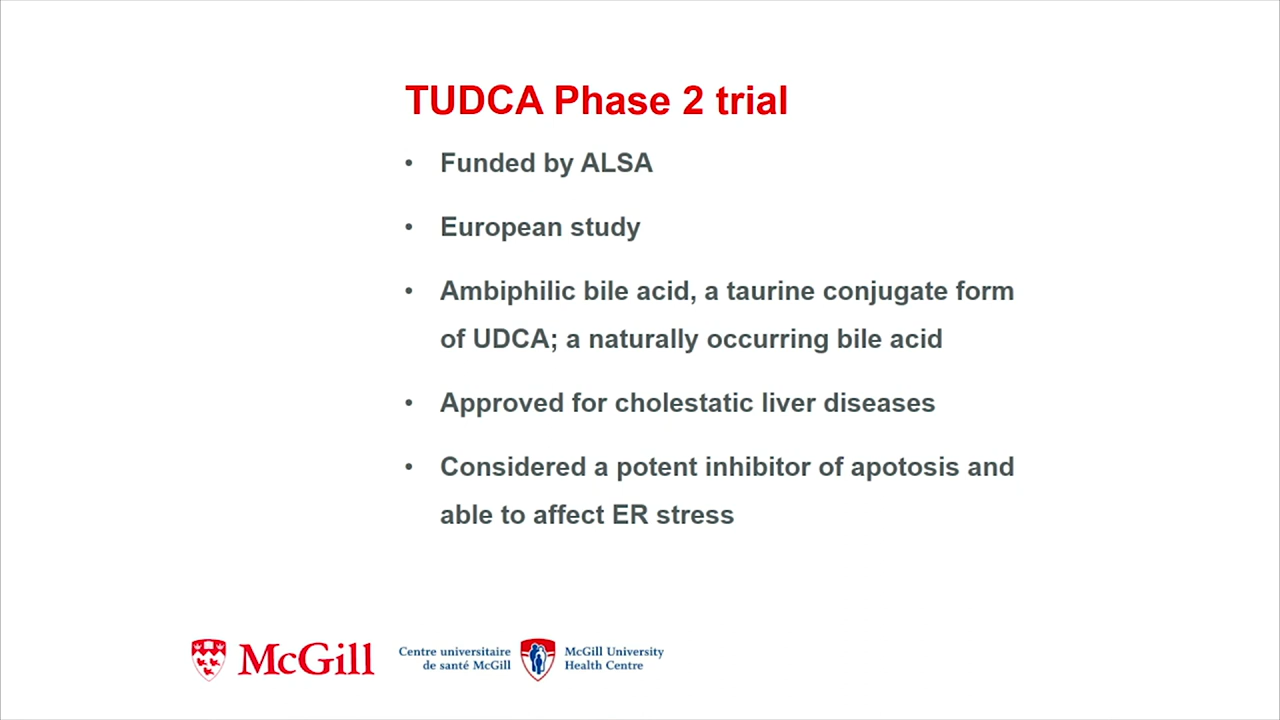 TUDCA Phase 2 trial
• Funded by ALSA
• European study
• Ambiphilic bile acid, a taurine conjugate form
of UDCA; a naturally occurring bile acid
• Approved for cholestatic liver diseases
• Considered a potent inhibitor of apotosis and
able to affect ER stress
McGill
Centre universitaire
de santé McGill
McGill University
Health Centre